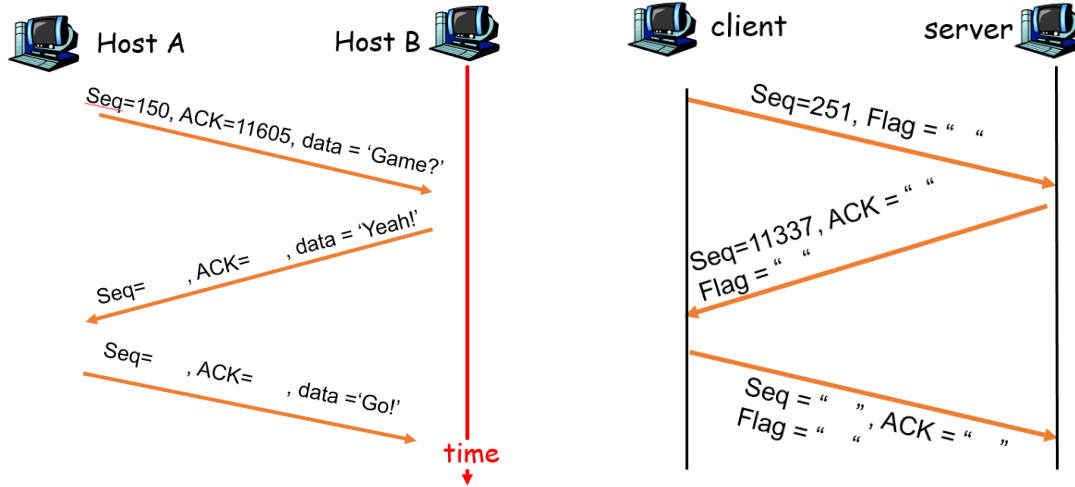 Host A
Host B
Seq=150, ACK=11605, data = ‘Game?’
Seq= , ACK= , data = ‘Yeah!’
Seq= , ACK= , data =‘Go!’
time
client
server
Seq=251, Flag = “ “
Seq=11337, ACK = “ “
Flag = “ “
Seq = “ ”, ACK = “ ”
Flag = “ “